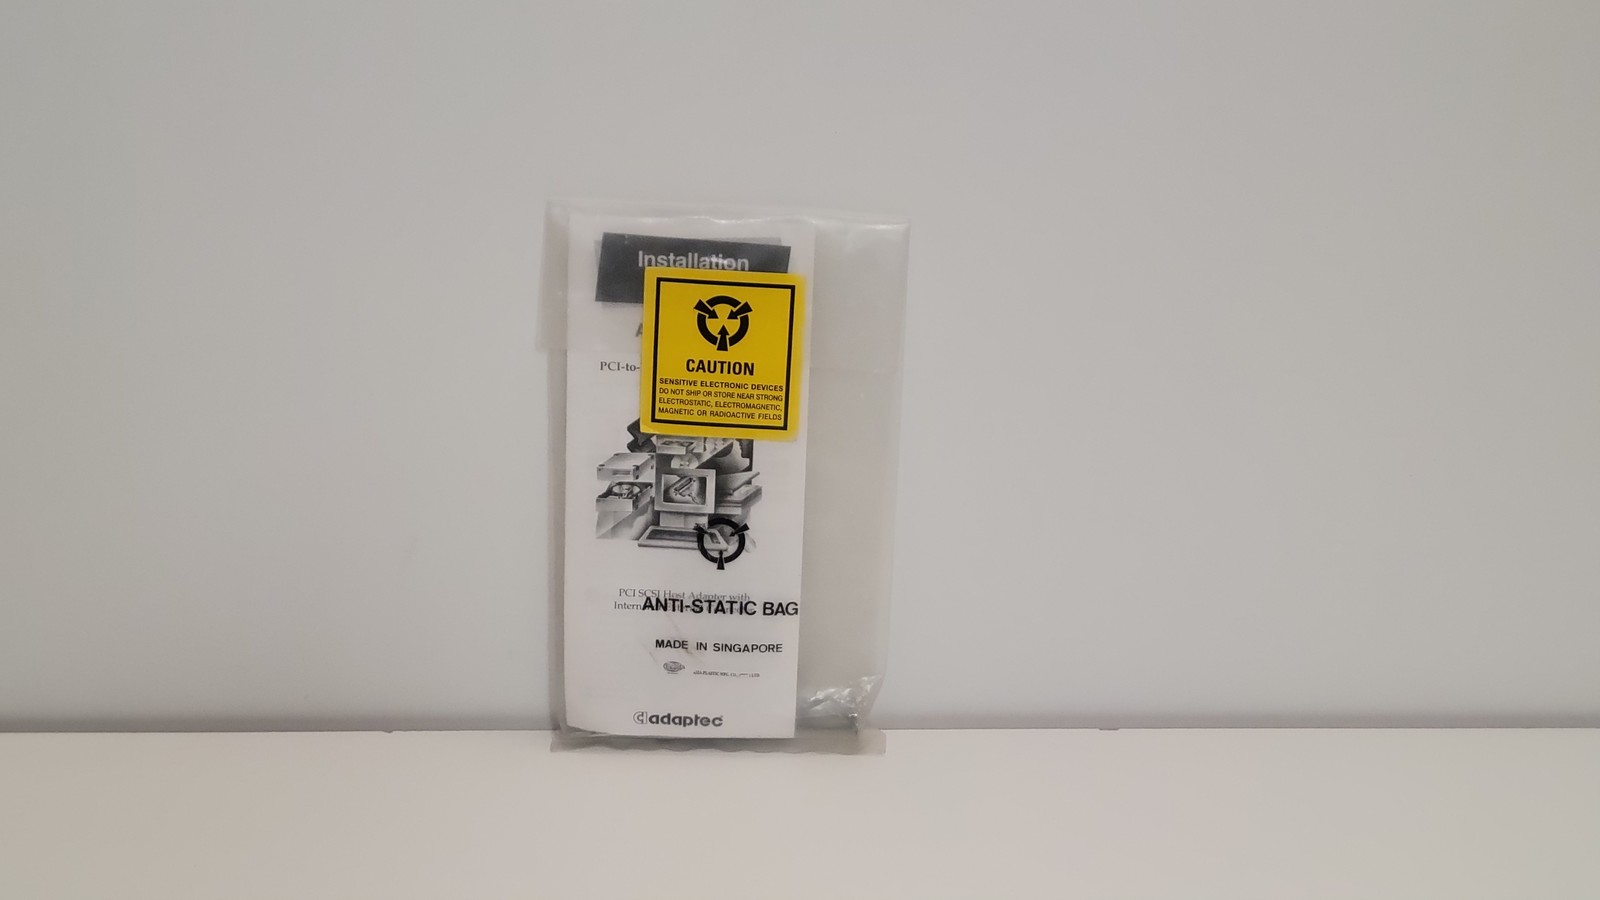 Installation
PCI-to-
CAUTION
SENSITIVE ELECTRONIC DEVICES
DO NOT SHIP OR STORE NEAR STRONG
ELECTROSTATIC, ELECTROMAGNETIC,
MAGNETIC OR RADIOACTIVE FIELDS
PCI SCSI Host Adapter with
ANTI-STATIC BAG
MADE IN SINGAPORE
adaptec